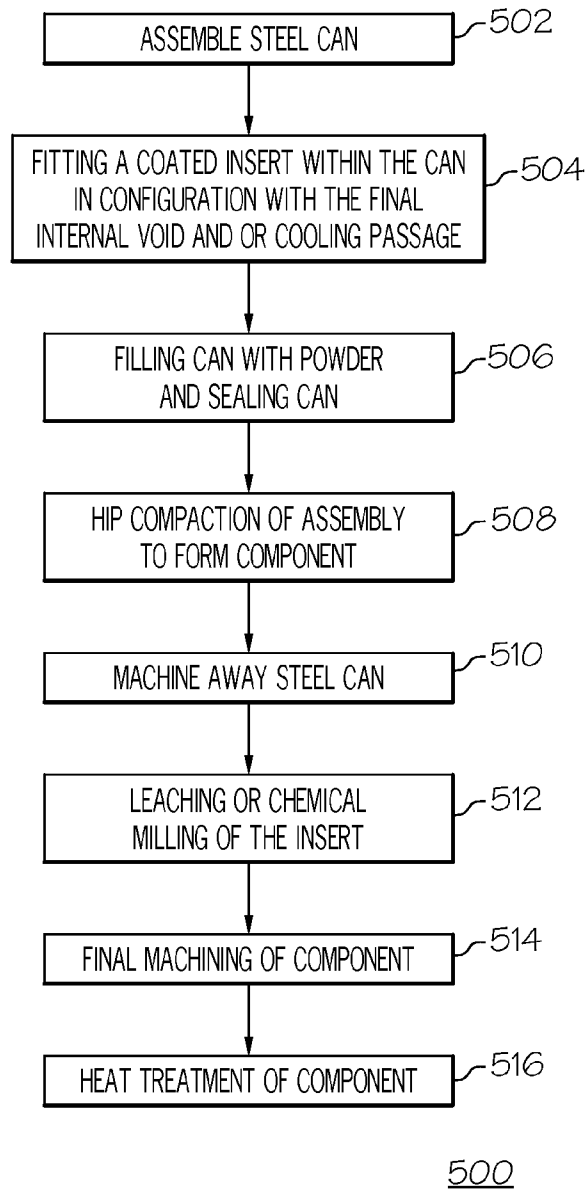 ASSEMBLE STEEL CAN
502
FITTING A COATED INSERT WITHIN THE CAN
IN CONFIGURATION WITH THE FINAL
INTERNAL VOID AND OR COOLING PASSAGE
504
FILLING CAN WITH POWDER
AND SEALING CAN
506
HIP COMPACTION OF ASSEMBLY
TO FORM COMPONENT
508
MACHINE AWAY STEEL CAN
510
LEACHING OR CHEMICAL
MILLING OF THE INSERT
512
FINAL MACHINING OF COMPONENT
514
HEAT TREATMENT OF COMPONENT
516
500